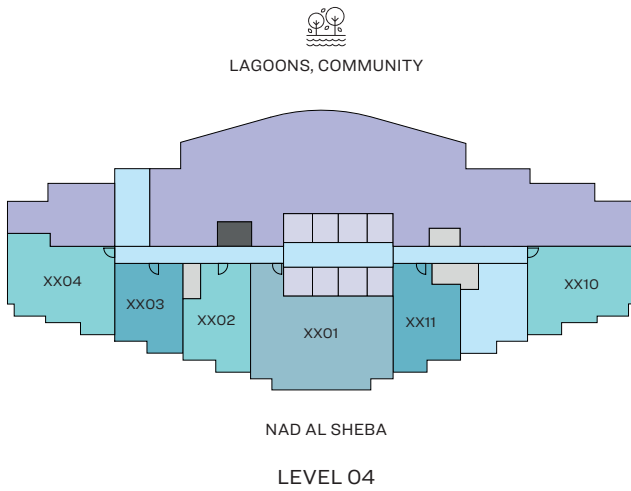 LAGOONS, COMMUNITY
XX04
XX03
XX02
XX01
XX11
XX10
NAD AL SHEBA
LEVEL 04